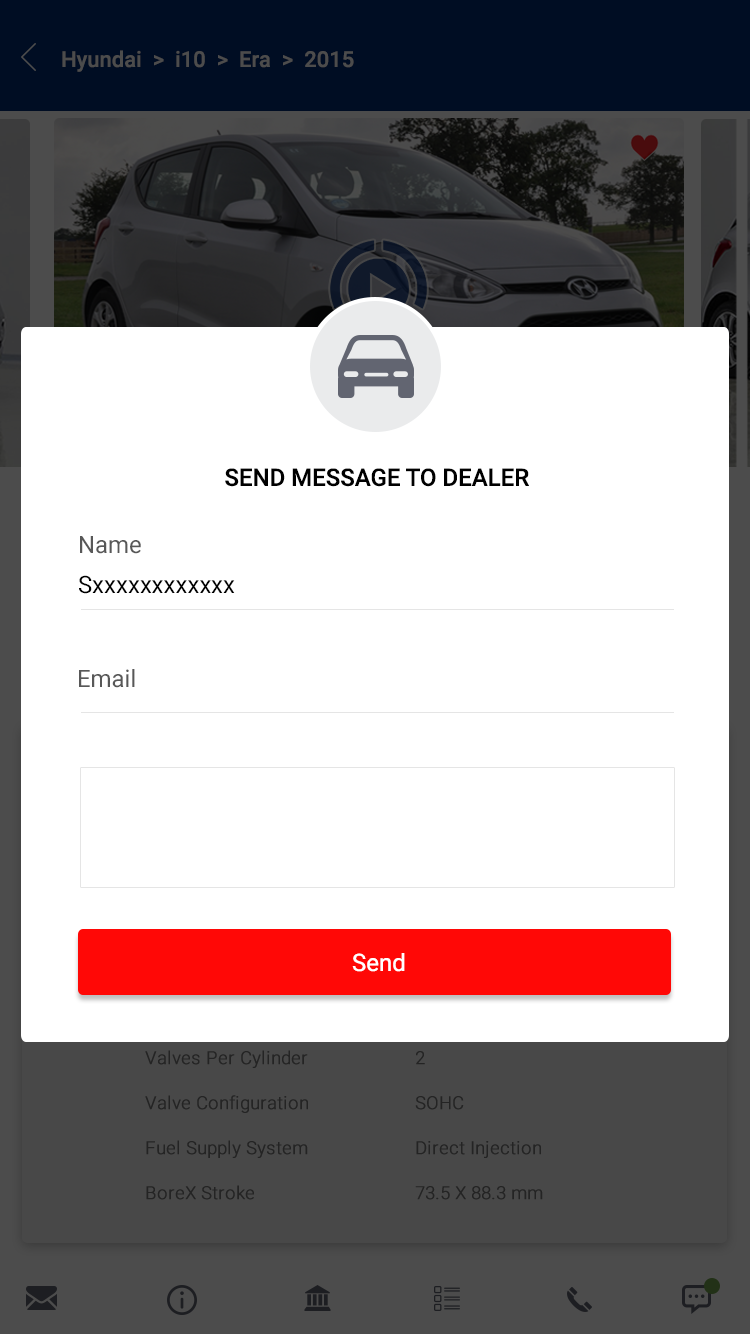 Hyundai > i10 > Era > 2015
SEND MESSAGE TO DEALER
Name
Sxxxxxxxxxxxx
Email
Send
Valves Per Cylinder 2
Valve Configuration SOHC
Fuel Supply System Direct Injection
BoreX Stroke 73.5 X 88.3 mm